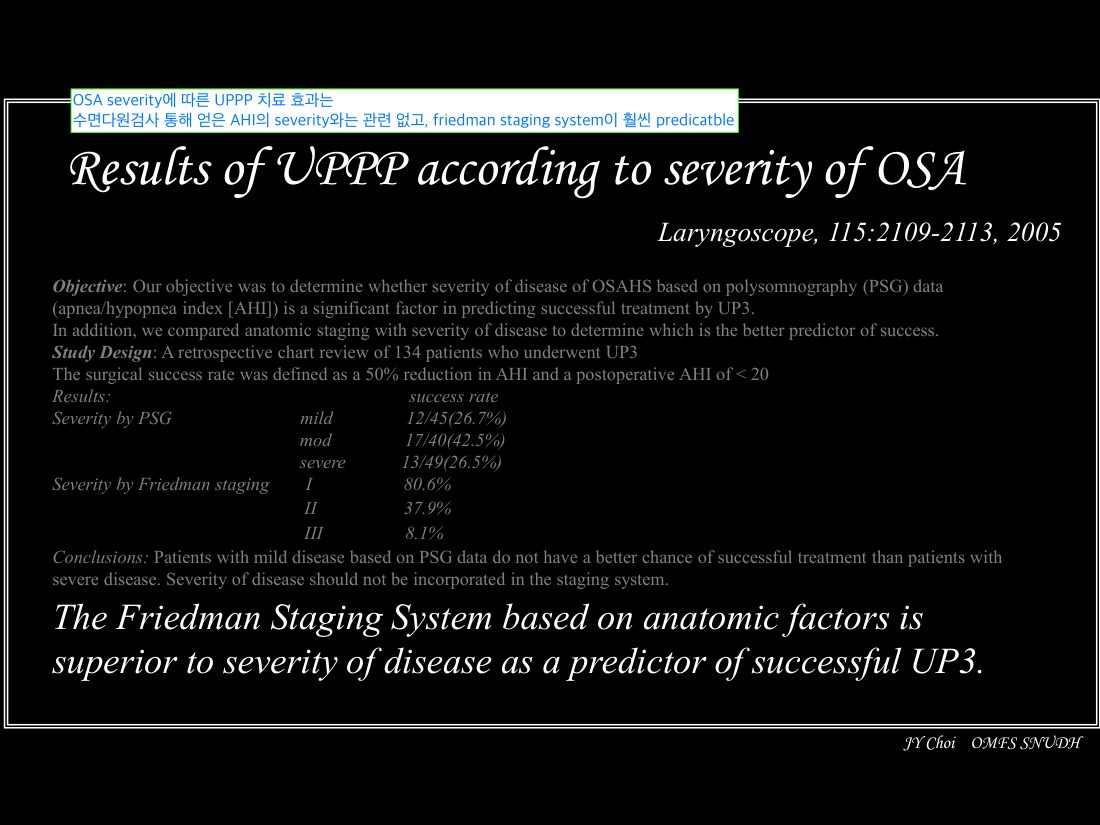 OSA severity에 따른 UPPP 치료 효과는
수면다원검사 통해 얻은 AHI의 severity와는 관련 없고, friedman staging system이 훨씬 predicatble
Results of UPPP according to severity of OSA
Laryngoscope, 115:2109-2113, 2005
Objective: Our objective was to determine whether severity of disease of OSAHS based on polysomnography (PSG) data
(apnea/hypopnea index [AHI]) is a significant factor in predicting successful treatment by UP3.
In addition, we compared anatomic staging with severity of disease to determine which is the better predictor of success.
Study Design: A retrospective chart review of 134 patients who underwent UP3
The surgical success rate was defined as a 50% reduction in AHI and a postoperative AHI of < 20
Results: success rate
Severity by PSG mild 12/45(26.7%)
mod 17/40(42.5%)
severe 13/49(26.5%)
Severity by Friedman staging I 80.6%
II 37.9%
III 8.1%
Conclusions: Patients with mild disease based on PSG data do not have a better chance of successful treatment than patients with
severe disease. Severity of disease should not be incorporated in the staging system.
The Friedman Staging System based on anatomic factors is
superior to severity of disease as a predictor of successful UP3.
JY Choi OMFS SNUDH